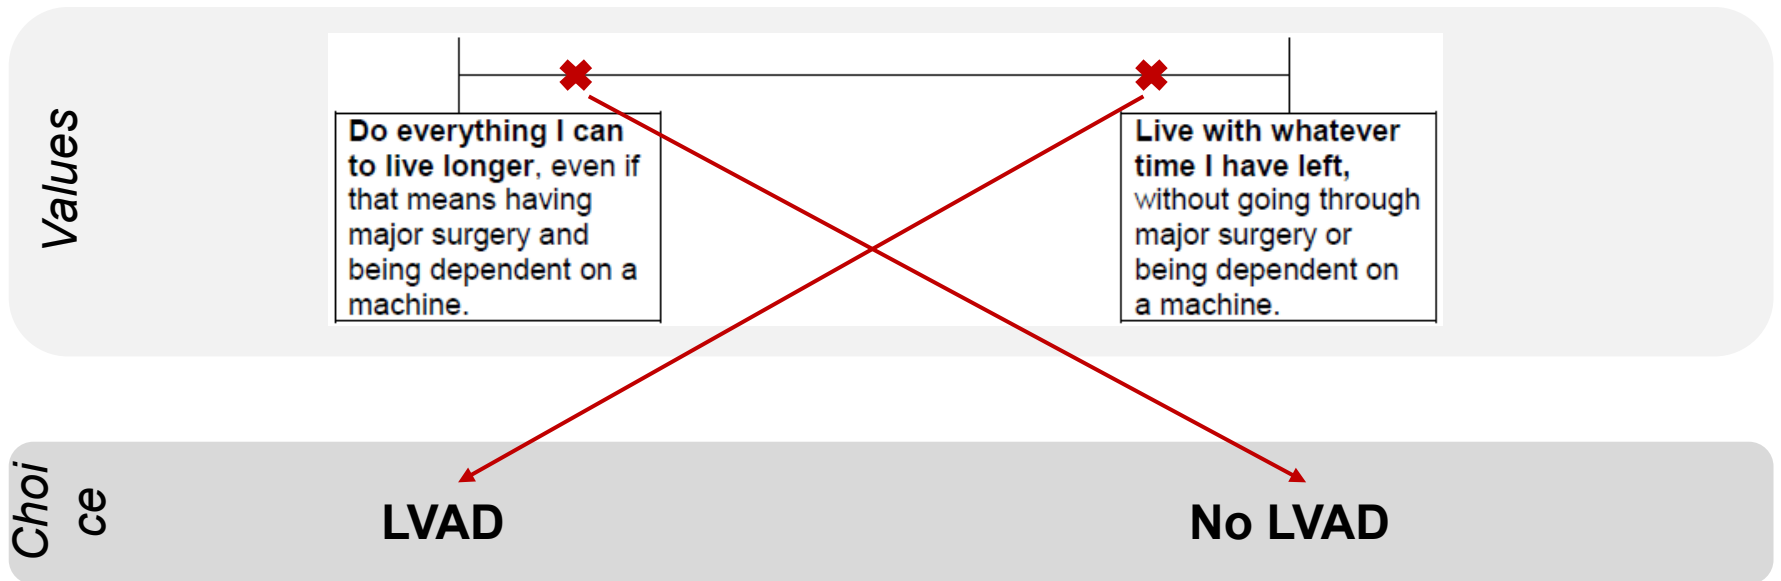 Values
Do everything I can
to live longer, even if
that means having
major surgery and
being dependent on a
machine.
Live with whatever
time I have left,
without going through
major surgery or
being dependent on
a machine.
Choi
ce
LVAD
No LVAD